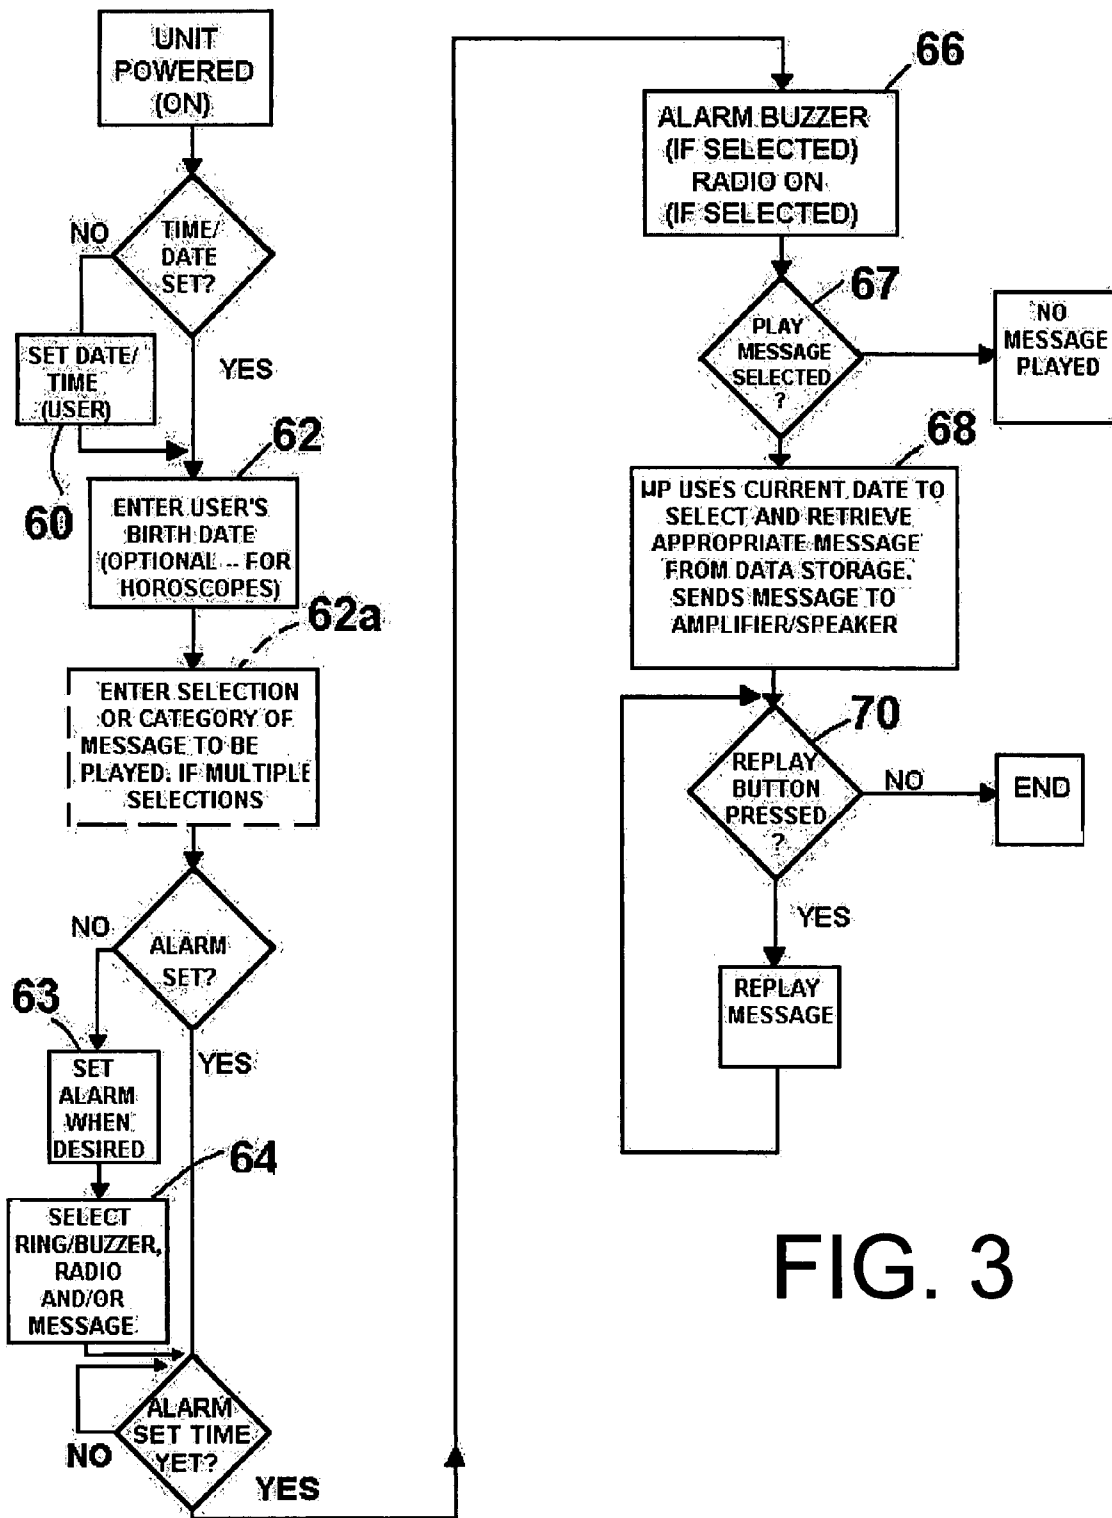 UNIT
POWERED
(ON)
TIME/
DATE
SET?
NO
YES
SET DATE/
TIME
(USER)
60
62
ENTER USER'S
BIRTH DATE
(OPTIONAL -- FOR
HOROSCOPES)
62a
ENTER SELECTION
OR CATEGORY OF
MESSAGE TO BE
PLAYED. IF MULTIPLE
SELECTIONS
NO
ALARM
SET?
YES
63
SET
ALARM
WHEN
DESIRED
64
SELECT
RING/BUZZER,
RADIO
AND/OR
MESSAGE
ALARM
SET TIME
YET?
NO
YES
66
ALARM BUZZER
(IF SELECTED)
RADIO ON
(IF SELECTED)
67
PLAY
MESSAGE
SELECTED
?
NO
MESSAGE
PLAYED
68
µP USES CURRENT DATE TO
SELECT AND RETRIEVE
APPROPRIATE MESSAGE
FROM DATA STORAGE.
SENDS MESSAGE TO
AMPLIFIER/SPEAKER
70
REPLAY
BUTTON
PRESSED
?
NO
END
YES
REPLAY
MESSAGE
FIG. 3